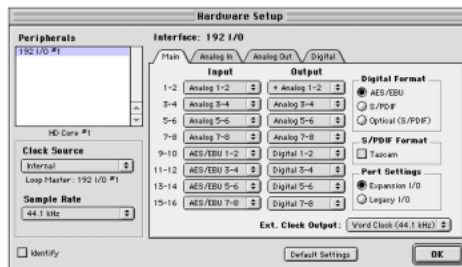 Hardware Setup
Peripherals
192 I/O #1
HD Core #1
Clock Source
Internal
Loop Master: 192 I/O #1
Sample Rate
44.1 kHz
Identify
Interface: 192 I/O
Main
Analog In
Analog Out
Digital
Input
Output
1-2 Analog 1-2 + Analog 1-2
3-4 Analog 3-4 Analog 3-4
5-6 Analog 5-6 Analog 5-6
7-8 Analog 7-8 Analog 7-8
9-10 AES/EBU 1-2 Digital 1-2
11-12 AES/EBU 3-4 Digital 3-4
13-14 AES/EBU 5-6 Digital 5-6
15-16 AES/EBU 7-8 Digital 7-8
Digital Format
AES/EBU
S/PDIF
Optical (S/PDIF)
S/PDIF Format
Tascam
Port Settings
Expansion I/O
Legacy I/O
Ext. Clock Output: Word Clock (44.1 kHz)
Default Settings
OK